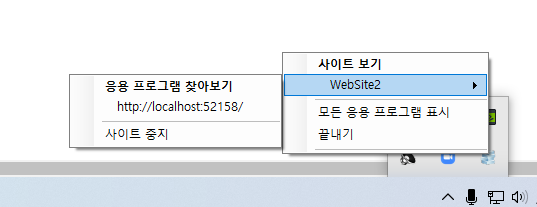 사이트 보기
WebSite2
모든 응용 프로그램 표시
끝내기
응용 프로그램 찾아보기
http://localhost:52158/
사이트 중지